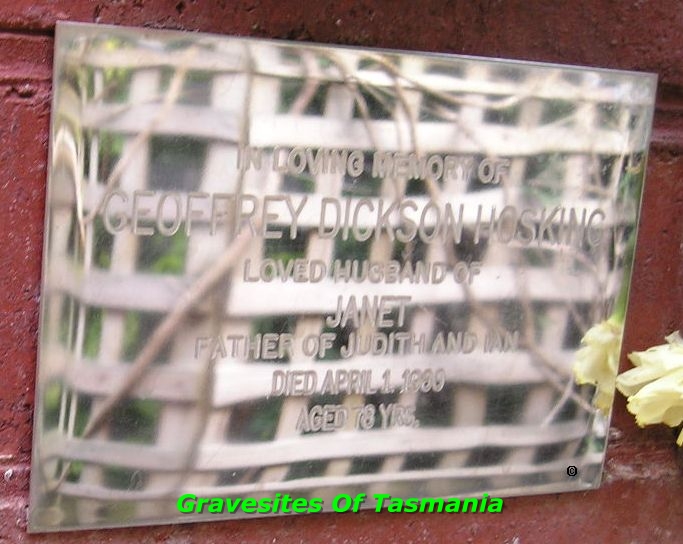 IN LOVING MEMORY OF
GEOFFREY DICKSON HOSKING
LOVED HUSBAND OF
JANET
FATHER OF JUDITH AND IAN
DIED APRIL 1.
AGED 78 YRS.
©
Gravesites Of Tasmania